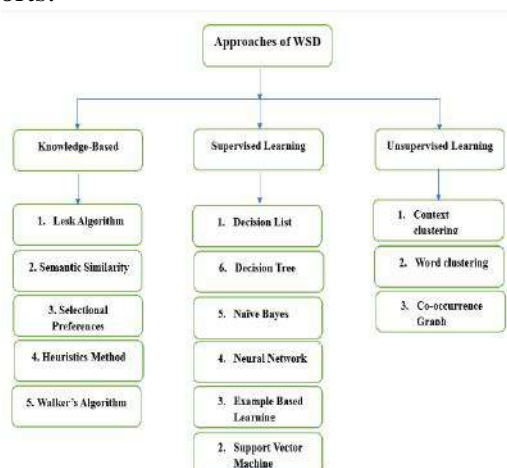 orts.
Approaches of WSD
Knowledge-Based
Supervised Learning
Unsupervised Learning
1. Lesk Algorithm
2. Semantic Similarity
3. Selectional
Preferences
4. Heuristics Method
5. Walker's Algorithm
1. Decision List
6. Decision Tree
5. Naïve Bayes
4. Neural Network
3. Example Based
Learning
2. Support Vector
Machine
1. Context
clustering
2. Word clustering
3. Co-occurrence
Graph